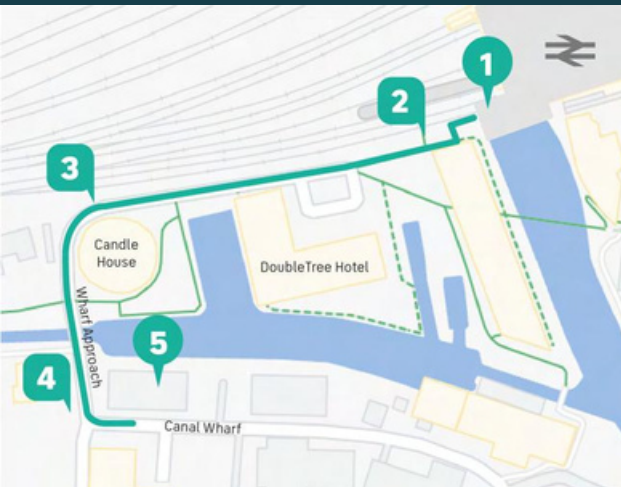 1
2
3
Candle
House
DoubleTree Hotel
Wharf Approach
5
4
Canal Wharf